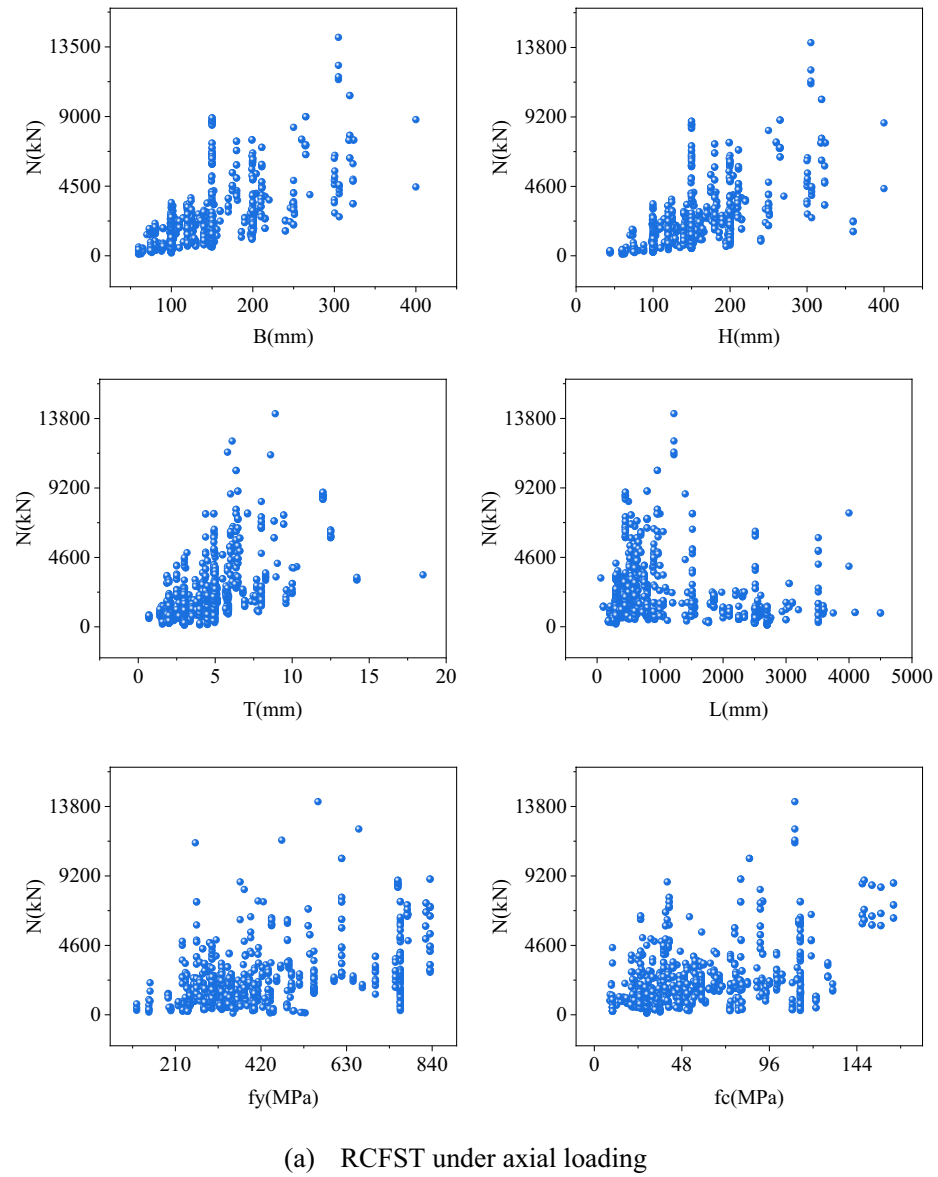 13500
9000
4500
0
N(kN)
100 200 300 400
B(mm)
13800
9200
4600
0
N(kN)
0 100 200 300 400
H(mm)
13800
9200
4600
0
N(kN)
0 5 10 15 20
T(mm)
13800
9200
4600
0
N(kN)
0 1000 2000 3000 4000 5000
L(mm)
13800
9200
4600
0
N(kN)
210 420 630 840
fy(MPa)
13800
9200
4600
0
N(kN)
0 48 96 144
fc(MPa)
(a) RCFST under axial loading